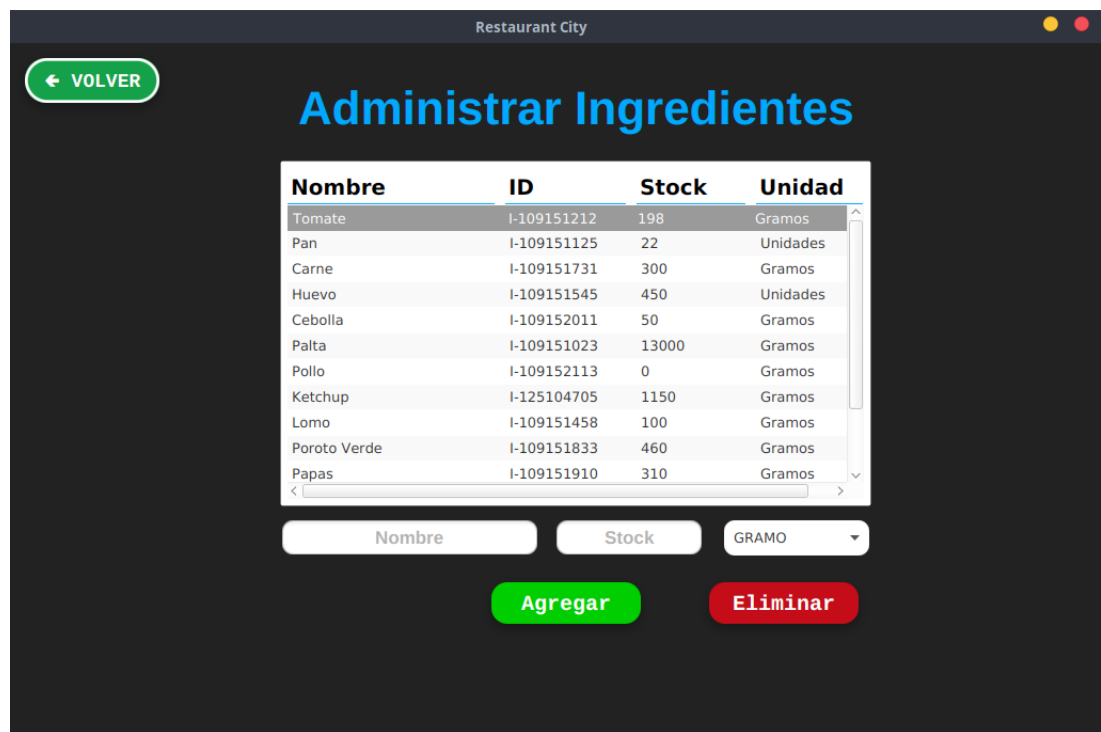 Restaurant City
VOLVER
Administrar Ingredientes
Nombre ID Stock Unidad
Tomate I-109151212 198 Gramos
Pan I-109151125 22 Unidades
Carne I-109151731 300 Gramos
Huevo I-109151545 450 Unidades
Cebolla I-109152011 50 Gramos
Palta I-109151023 13000 Gramos
Pollo I-109152113 0 Gramos
Ketchup I-125104705 1150 Gramos
Lomo I-109151458 100 Gramos
Poroto Verde I-109151833 460 Gramos
Papas I-109151910 310 Gramos
Nombre Stock GRAMO
Agregar Eliminar